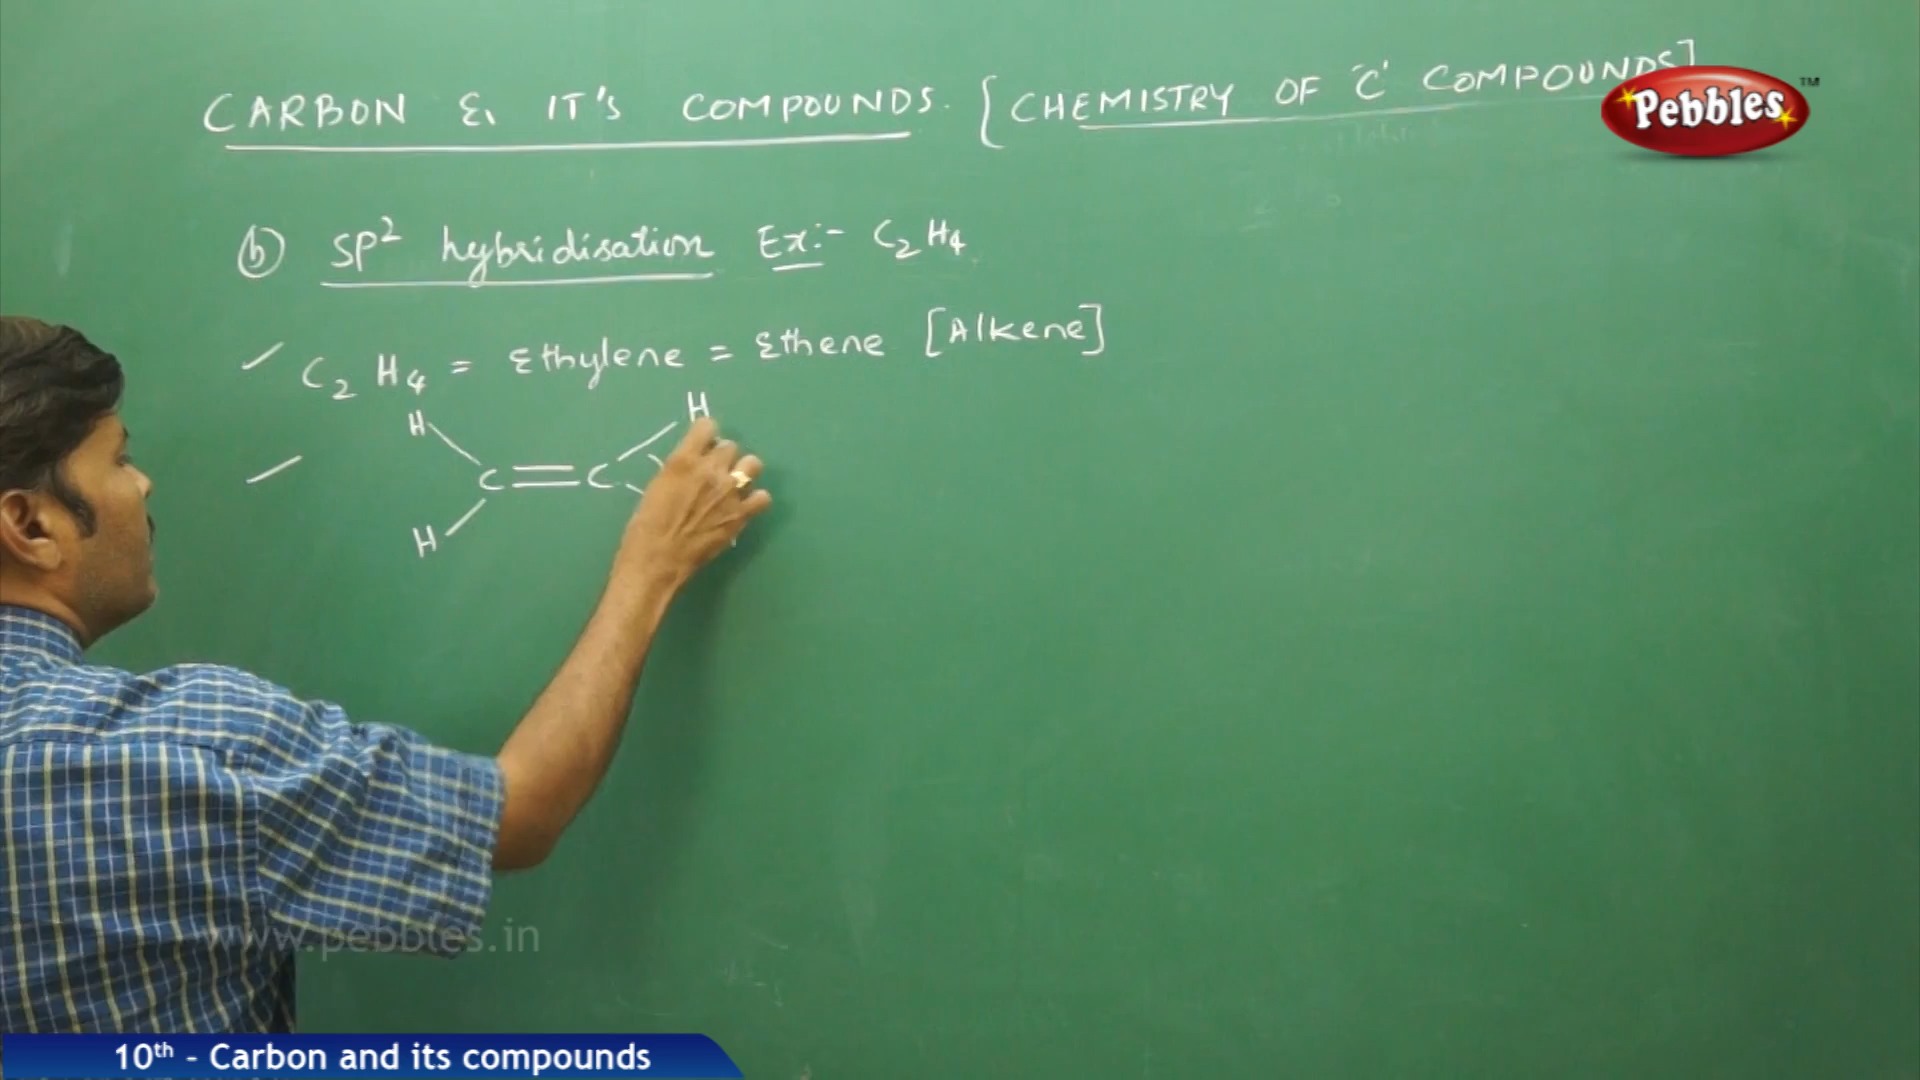 CARBON & IT'S COMPOUNDS. [CHEMISTRY OF 'C' COMPOUNDS]
Pebbles TM
b) SP² hybridisation Ex:- C₂H₄
C₂H₄ = Ethylene = Ethene [Alkene]
H H
C=C
H
www.pebbles.in
10th - Carbon and its compounds